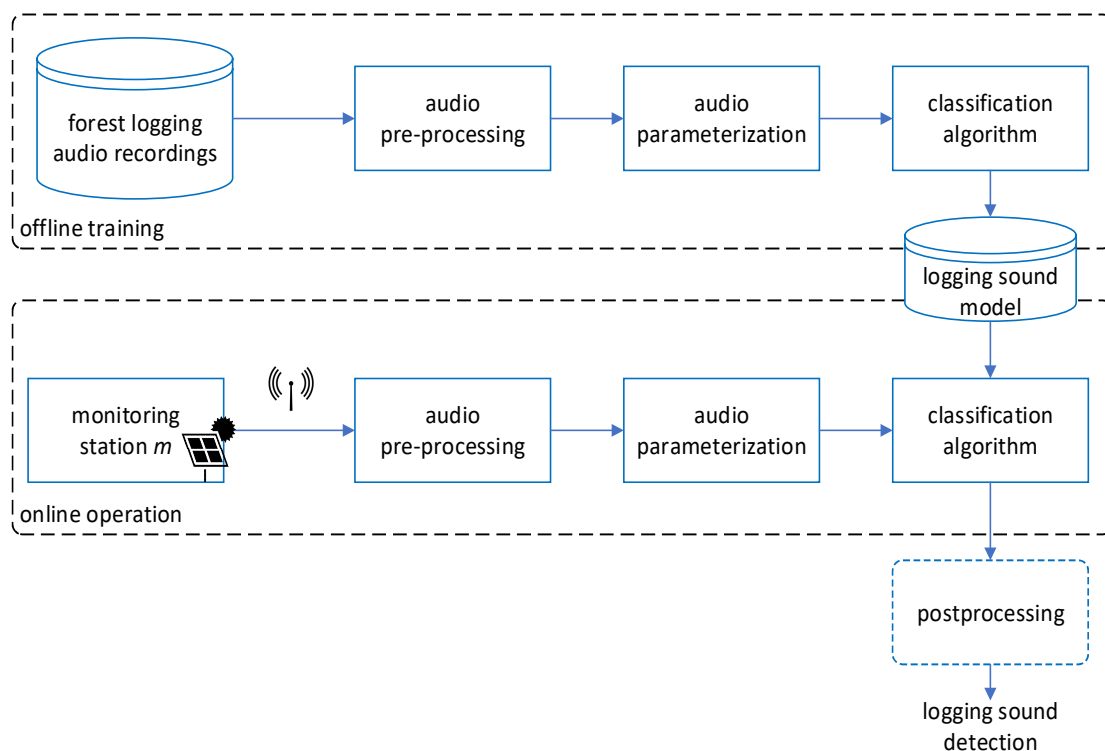 forest logging
audio recordings
audio
pre-processing
audio
parameterization
classification
algorithm
offline training
logging sound
model
monitoring
station m
audio
pre-processing
audio
parameterization
classification
algorithm
online operation
postprocessing
logging sound
detection